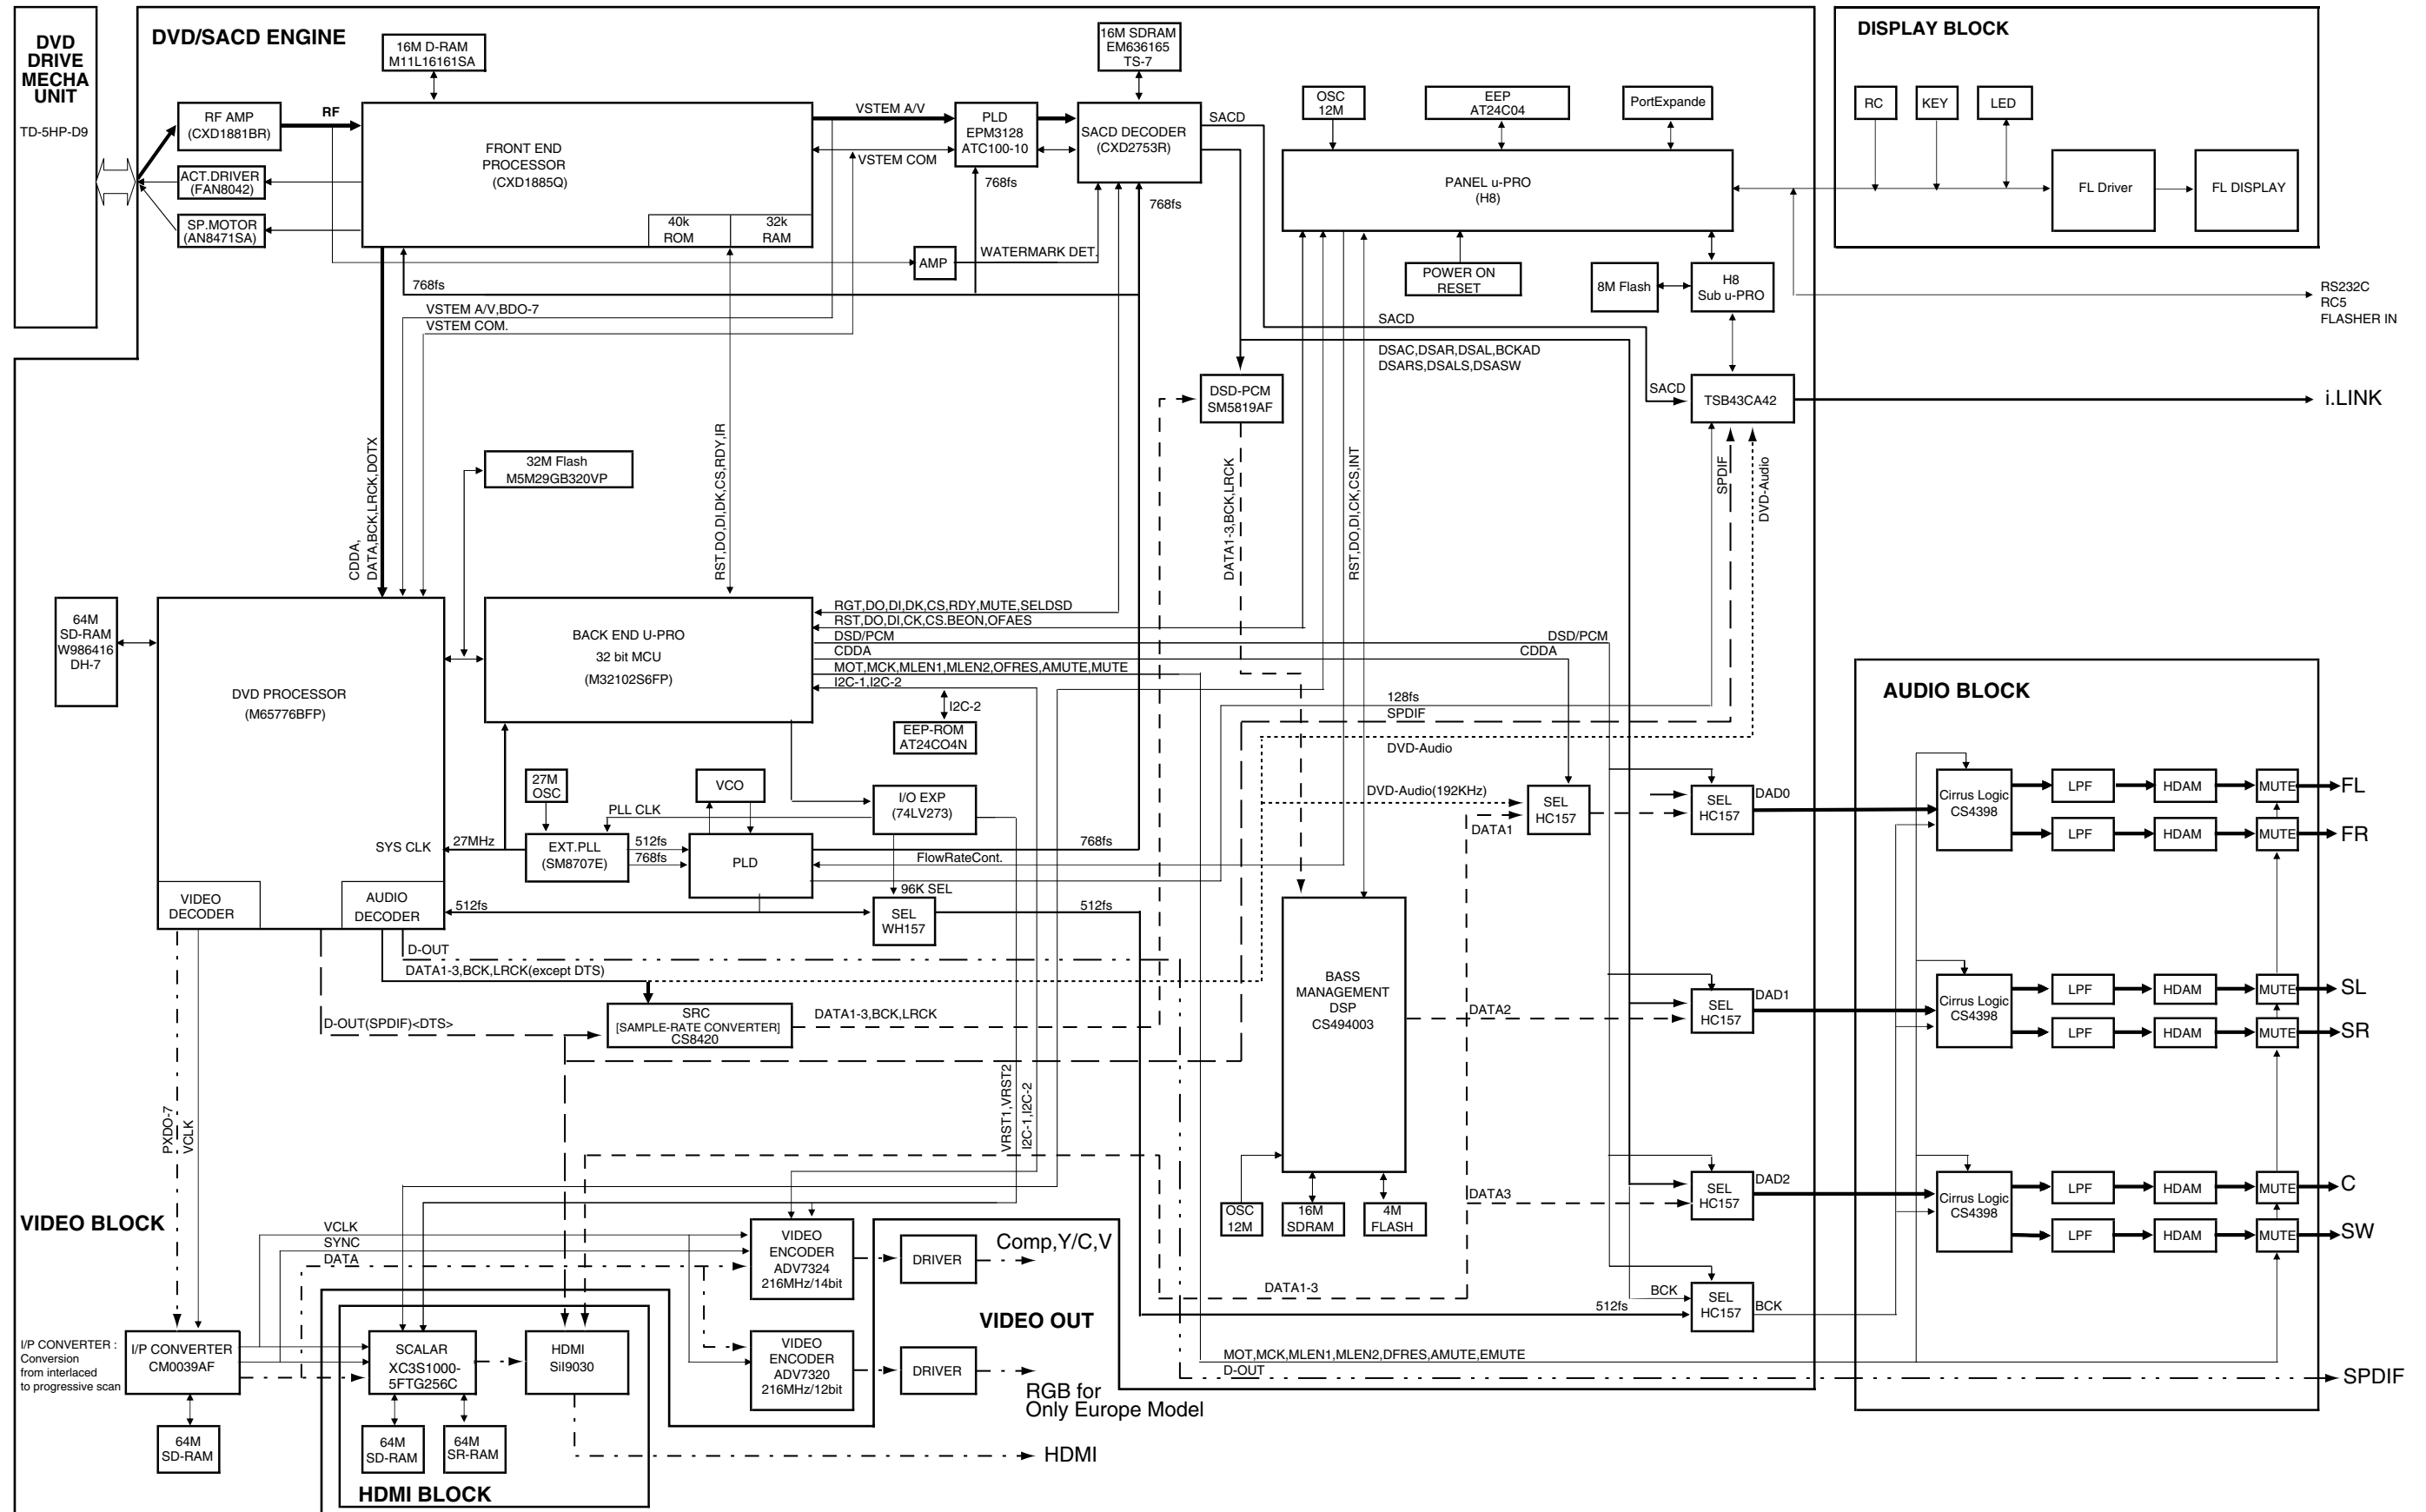 DVD
DRIVE
MECHA
UNIT
TD-5HP-D9
DVD/SACD ENGINE
16M D-RAM
M11L16161SA
RF AMP
(CXD1881BR)
RF
ACT.DRIVER
(FAN8042)
SP.MOTOR
(AN8471SA)
FRONT END
PROCESSOR
(CXD1885Q)
40k
ROM
32k
RAM
VSTEM A/V
VSTEM COM
PLD
EPM3128
ATC100-10
768fs
16M SDRAM
EM636165
TS-7
SACD DECODER
(CXD2753R)
SACD
768fs
AMP
WATERMARK DET.
768fs
VSTEM A/V,BDO-7
VSTEM COM.
OSC
12M
EEP
AT24C04
PortExpande
PANEL u-PRO
(H8)
POWER ON
RESET
8M Flash
H8
Sub u-PRO
DISPLAY BLOCK
RC
KEY
LED
FL Driver
FL DISPLAY
RS232C
RC5
FLASHER IN
SACD
DSAC,DSAR,DSAL,BCKAD
DSARS,DSALS,DSASW
DSD-PCM
SM5819AF
SACD
TSB43CA42
i.LINK
CDDA,
DATA,BCK,LRCK,DOTX
32M Flash
M5M29GB320VP
RST,DO,DI,DK,CS,RDY,IR
DATA1-3,BCK,LRCK
RST,DO,DI,CK,CS,INT
SPDIF
DVD-Audio
64M
SD-RAM
W986416
DH-7
DVD PROCESSOR
(M65776BFP)
SYS CLK
VIDEO
DECODER
AUDIO
DECODER
BACK END U-PRO
32 bit MCU
(M32102S6FP)
RGT,DO,DI,DK,CS,RDY,MUTE,SELDSD
RST,DO,DI,CK,CS.BEON,OFAES
DSD/PCM
CDDA
MOT,MCK,MLEN1,MLEN2,OFRES,AMUTE,MUTE
I2C-1,I2C-2
DSD/PCM
CDDA
I2C-2
EEP-ROM
AT24CO4N
128fs
SPDIF
DVD-Audio
27M
OSC
VCO
I/O EXP
(74LV273)
PLL CLK
27MHz
EXT.PLL
(SM8707E)
512fs
768fs
PLD
768fs
FlowRateCont.
96K SEL
512fs
SEL
WH157
512fs
DVD-Audio(192KHz)
DATA1
SEL
HC157
SEL
HC157
DAD0
AUDIO BLOCK
Cirrus Logic
CS4398
LPF
HDAM
MUTE
FL
LPF
HDAM
MUTE
FR
D-OUT
DATA1-3,BCK,LRCK(except DTS)
D-OUT(SPDIF)<DTS>
SRC
[SAMPLE-RATE CONVERTER]
CS8420
DATA1-3,BCK,LRCK
BASS
MANAGEMENT
DSP
CS494003
DATA2
SEL
HC157
DAD1
Cirrus Logic
CS4398
LPF
HDAM
MUTE
SL
LPF
HDAM
MUTE
SR
PXDO-7
VCLK
VRST1,VRST2
I2C-1,I2C-2
OSC
12M
16M
SDRAM
4M
FLASH
DATA3
SEL
HC157
DAD2
Cirrus Logic
CS4398
LPF
HDAM
MUTE
C
LPF
HDAM
MUTE
SW
VIDEO BLOCK
VCLK
SYNC
DATA
VIDEO
ENCODER
ADV7324
216MHz/14bit
DRIVER
Comp,Y/C,V
DATA1-3
BCK
512fs
SEL
HC157
BCK
VIDEO OUT
I/P CONVERTER :
Conversion
from interlaced
to progressive scan
I/P CONVERTER
CM0039AF
64M
SD-RAM
SCALAR
XC3S1000-
5FTG256C
HDMI
SiI9030
64M
SD-RAM
64M
SR-RAM
HDMI BLOCK
VIDEO
ENCODER
ADV7320
216MHz/12bit
DRIVER
RGB for
Only Europe Model
HDMI
MOT,MCK,MLEN1,MLEN2,DFRES,AMUTE,EMUTE
D-OUT
SPDIF